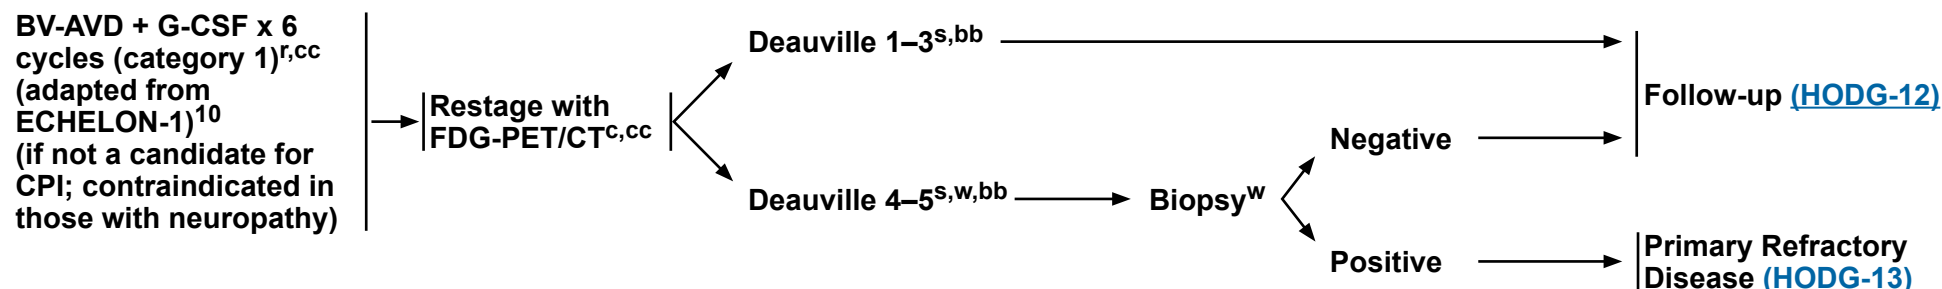 BV-AVD + G-CSF x 6
cycles (category 1)r,cc
(adapted from
ECHELON-1)10
(if not a candidate for
CPI; contraindicated in
those with neuropathy)
Restage with
FDG-PET/CTc,cc
Deauville 1–3s,bb
Deauville 4–5s,w,bb
Biopsyw
Negative
Positive
Follow-up (HODG-12)
Primary Refractory
Disease (HODG-13)